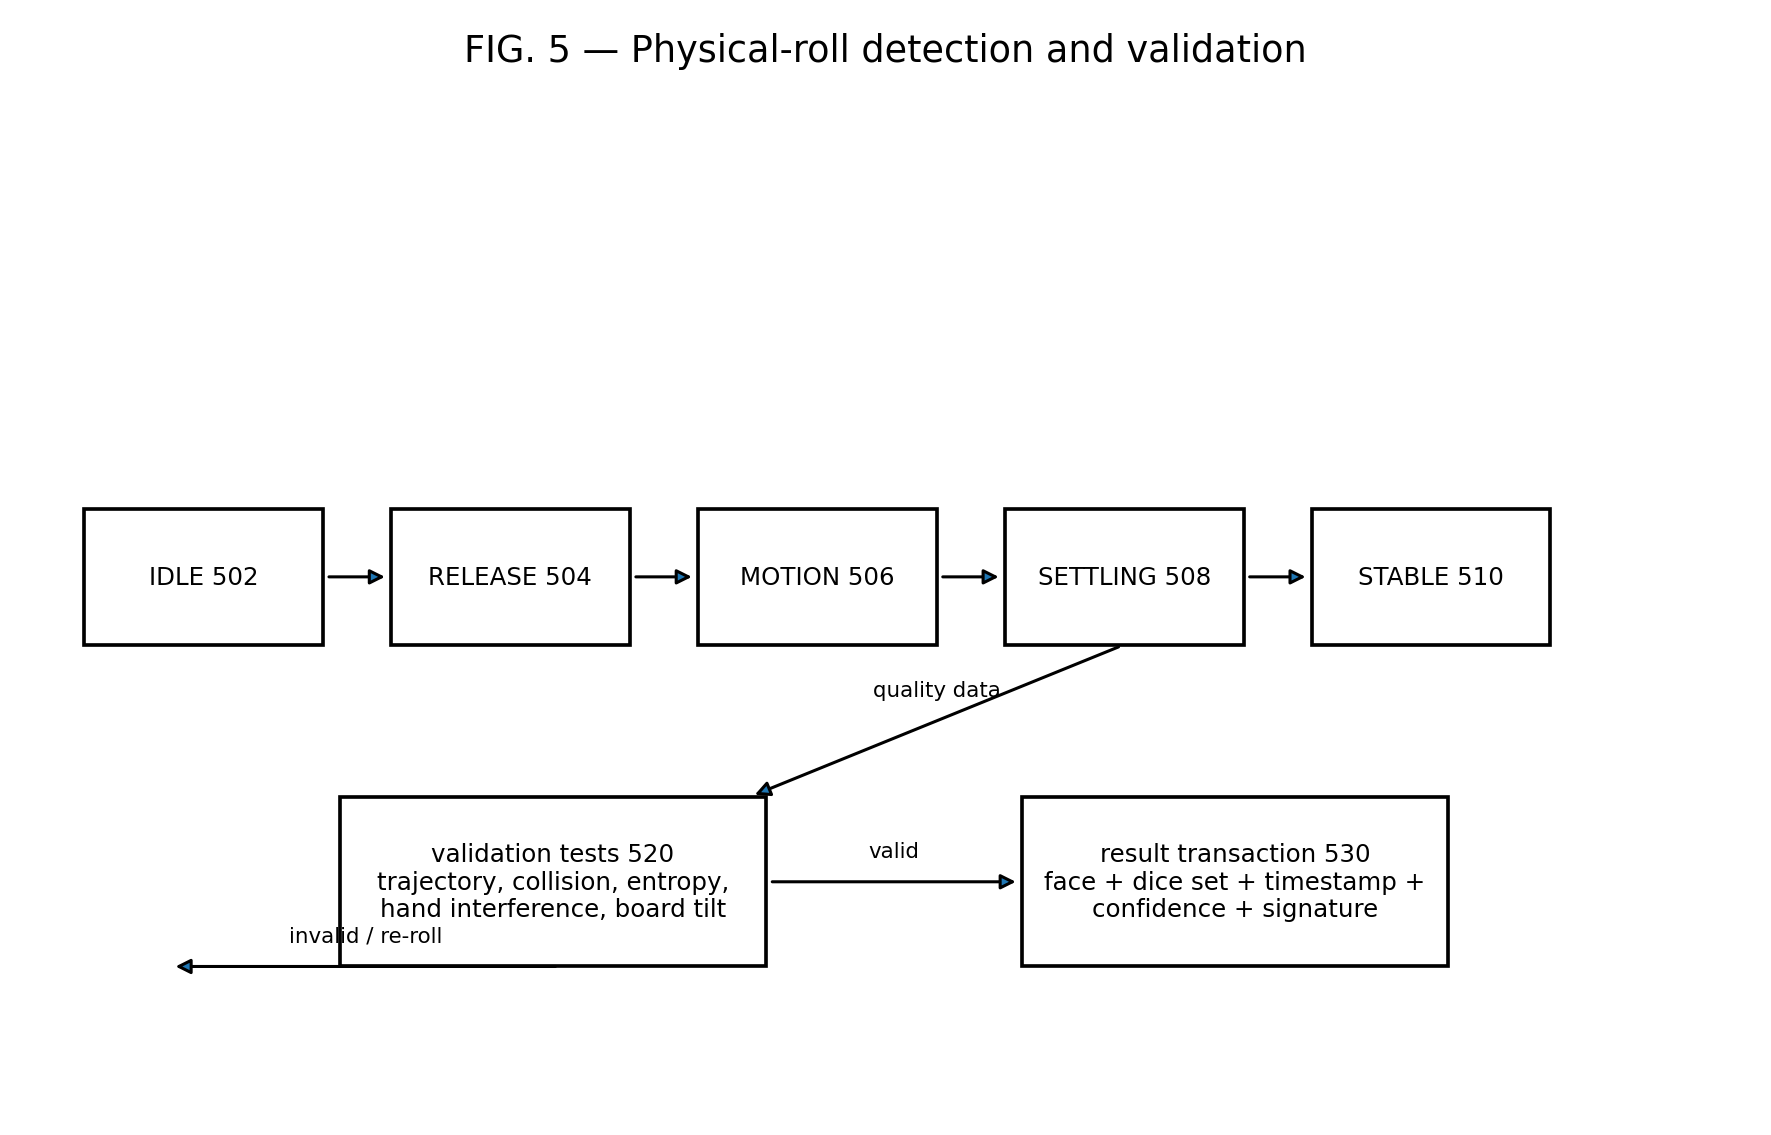 FIG. 5 — Physical-roll detection and validation
IDLE 502
RELEASE 504
MOTION 506
SETTLING 508
STABLE 510
quality data
validation tests 520
trajectory, collision, entropy,
hand interference, board tilt
valid
result transaction 530
face + dice set + timestamp +
confidence + signature
invalid / re-roll